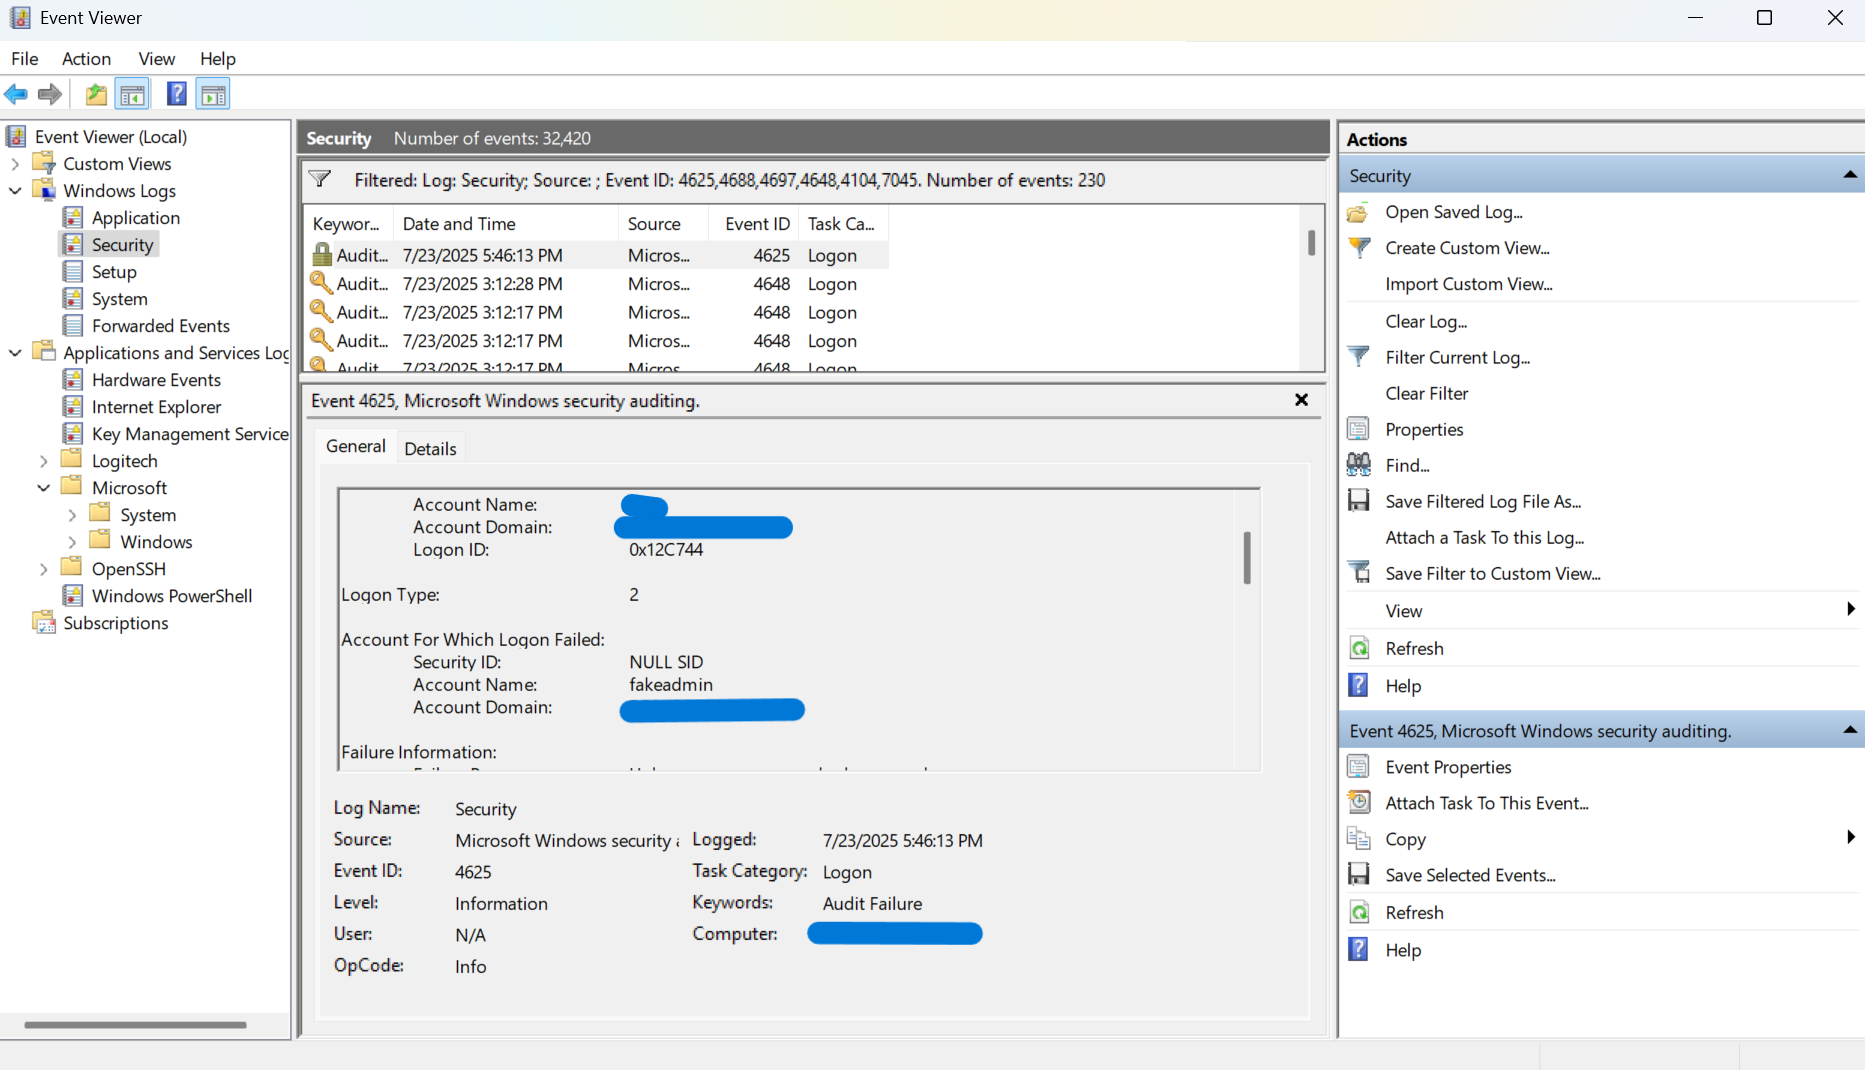 Event Viewer
File Action View Help
Event Viewer (Local)
Custom Views
Windows Logs
Application
Security
Setup
System
Forwarded Events
Applications and Services Log
Hardware Events
Internet Explorer
Key Management Service
Logitech
Microsoft
System
Windows
OpenSSH
Windows PowerShell
Subscriptions
Security Number of events: 32,420
Filtered: Log: Security; Source: ; Event ID: 4625,4688,4697,4648,4104,7045. Number of events: 230
Keywor... Date and Time Source Event ID Task Ca...
Audit... 7/23/2025 5:46:13 PM Micros... 4625 Logon
Audit... 7/23/2025 3:12:28 PM Micros... 4648 Logon
Audit... 7/23/2025 3:12:17 PM Micros... 4648 Logon
Audit... 7/23/2025 3:12:17 PM Micros... 4648 Logon
Audit... 7/23/2025 3:12:17 PM Micros... 4648 Logon
Event 4625, Microsoft Windows security auditing.
General Details
Account Name:
Account Domain:
Logon ID: 0x12C744
Logon Type: 2
Account For Which Logon Failed:
Security ID: NULL SID
Account Name: fakeadmin
Account Domain:
Failure Information:
Log Name: Security
Source: Microsoft Windows security Logged: 7/23/2025 5:46:13 PM
Event ID: 4625 Task Category: Logon
Level: Information Keywords: Audit Failure
User: N/A Computer:
OpCode: Info
Actions
Security
Open Saved Log...
Create Custom View...
Import Custom View...
Clear Log...
Filter Current Log...
Clear Filter
Properties
Find...
Save Filtered Log File As...
Attach a Task To this Log...
Save Filter to Custom View...
View
Refresh
Help
Event 4625, Microsoft Windows security auditing.
Event Properties
Attach Task To This Event...
Copy
Save Selected Events...
Refresh
Help